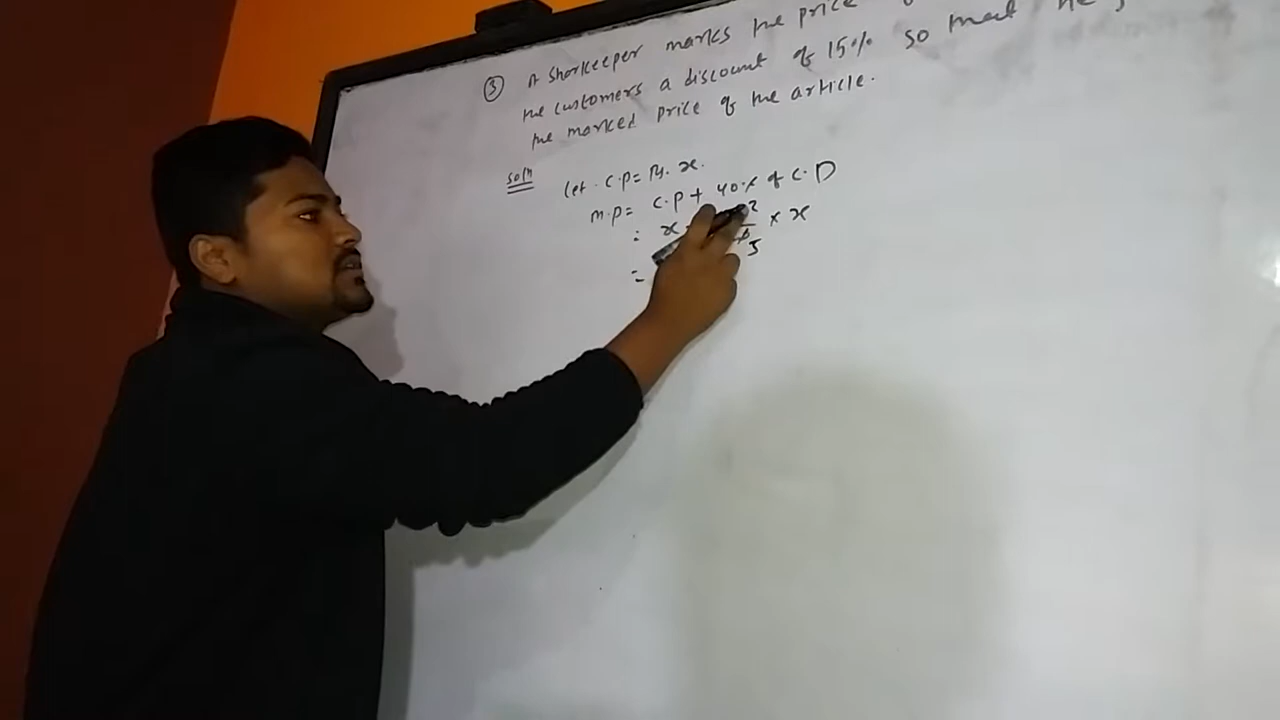 ③ A Shorkeeper marks the price
the customers a discount of 15% so that he
the marked price of the article.
Soln Let C.P = Rs. x.
M.P = C.P + 40% of C.P
= x × x
=